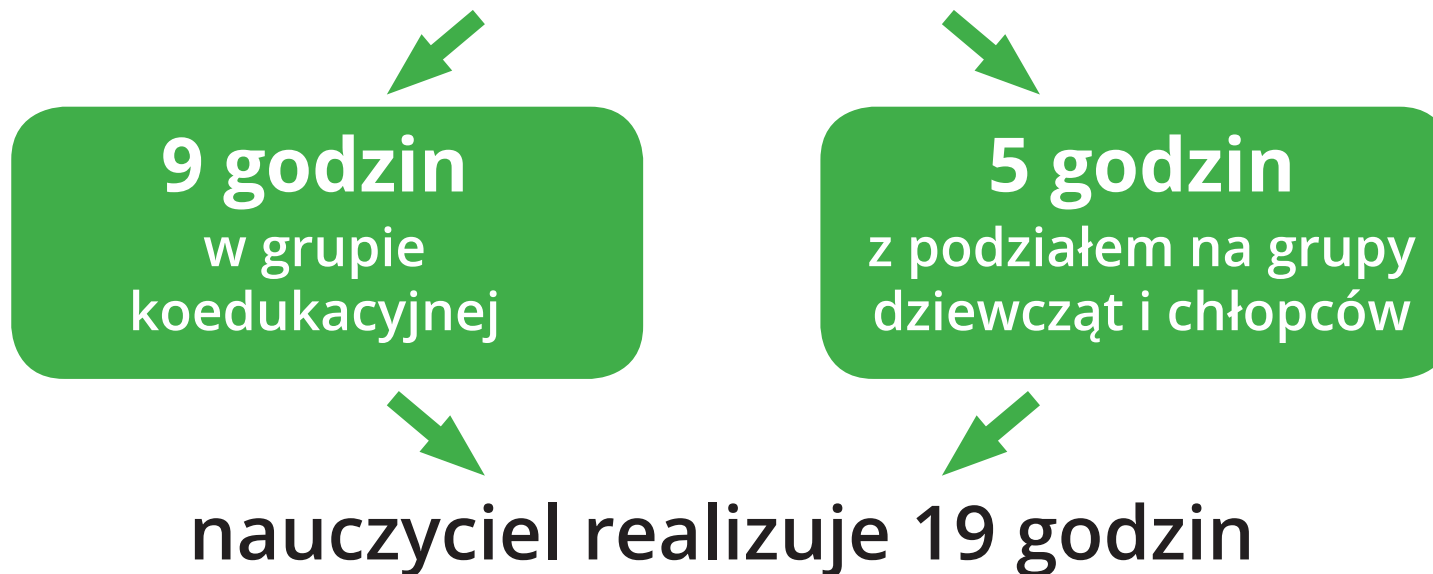 9 godzin
w grupie
koedukacyjnej
5 godzin
z podziałem na grupy
dziewcząt i chłopców
nauczyciel realizuje 19 godzin